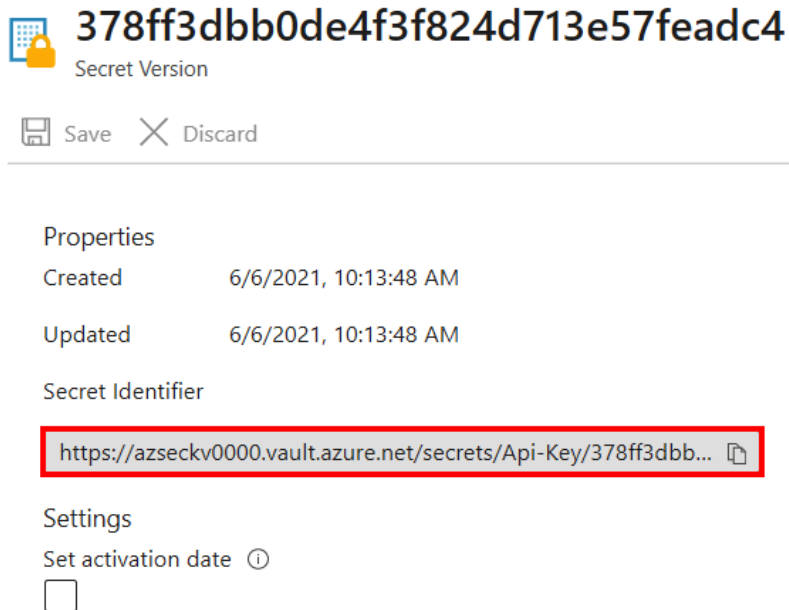 378ff3dbb0de4f3f824d713e57feadc4
Secret Version
Save Discard
Properties
Created 6/6/2021, 10:13:48 AM
Updated 6/6/2021, 10:13:48 AM
Secret Identifier
https://azseckv0000.vault.azure.net/secrets/Api-Key/378ff3dbb...
Settings
Set activation date